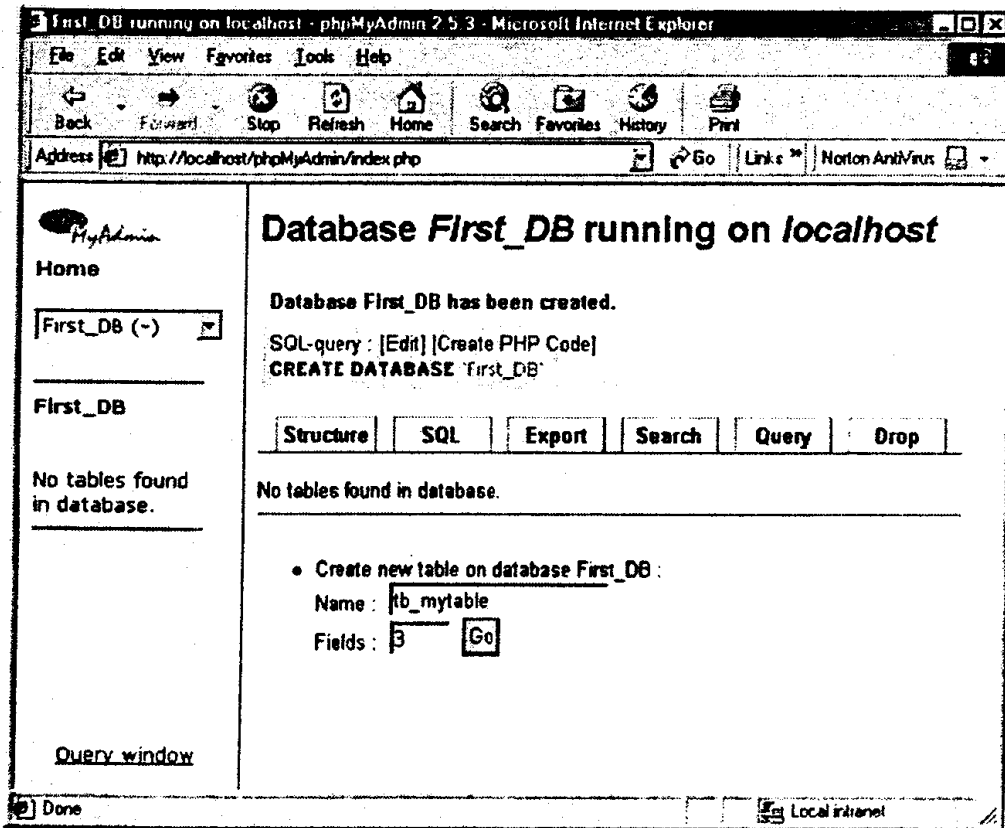 First_DB running on localhost - phpMyAdmin 2.5.3 - Microsoft Internet Explorer
File Edit View Favorites Tools Help
Back Forward Stop Refresh Home Search Favorites History Print
Address http://localhost/phpMyAdmin/index.php Go Links » Norton AntiVirus
MyAdmin
Home
First_DB (-)
First_DB
No tables found
in database.
Query window
Database First_DB running on localhost
Database First_DB has been created.
SQL-query : [Edit] [Create PHP Code]
CREATE DATABASE `First_DB`
Structure SQL Export Search Query Drop
No tables found in database.
• Create new table on database First_DB :
Name : tb_mytable
Fields : 3 Go
Done Local intranet